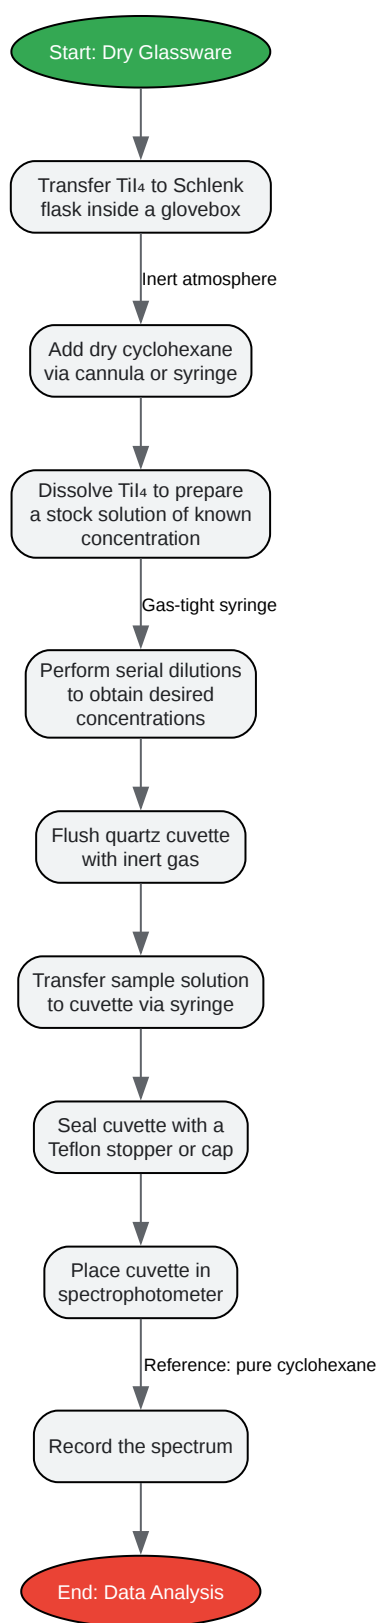 Start: Dry Glassware
Transfer TiI₄ to Schlenk
flask inside a glovebox
Inert atmosphere
Add dry cyclohexane
via cannula or syringe
Dissolve TiI₄ to prepare
a stock solution of known
concentration
Gas-tight syringe
Perform serial dilutions
to obtain desired
concentrations
Flush quartz cuvette
with inert gas
Transfer sample solution
to cuvette via syringe
Seal cuvette with a
Teflon stopper or cap
Place cuvette in
spectrophotometer
Reference: pure cyclohexane
Record the spectrum
End: Data Analysis